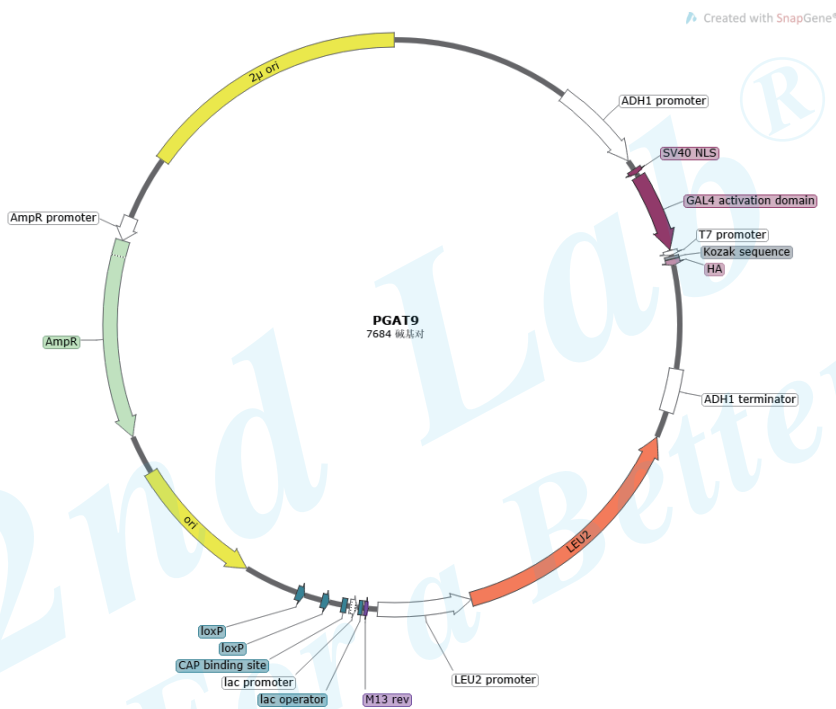 Created with SnapGene®
2μ ori
ADH1 promoter
SV40 NLS
GAL4 activation domain
T7 promoter
Kozak sequence
HA
AmpR promoter
AmpR
PGAT9
7684 碱基对
ADH1 terminator
LEU2
ori
loxP
loxP
CAP binding site
lac promoter
lac operator
M13 rev
LEU2 promoter
2nd Lab®
For a Better